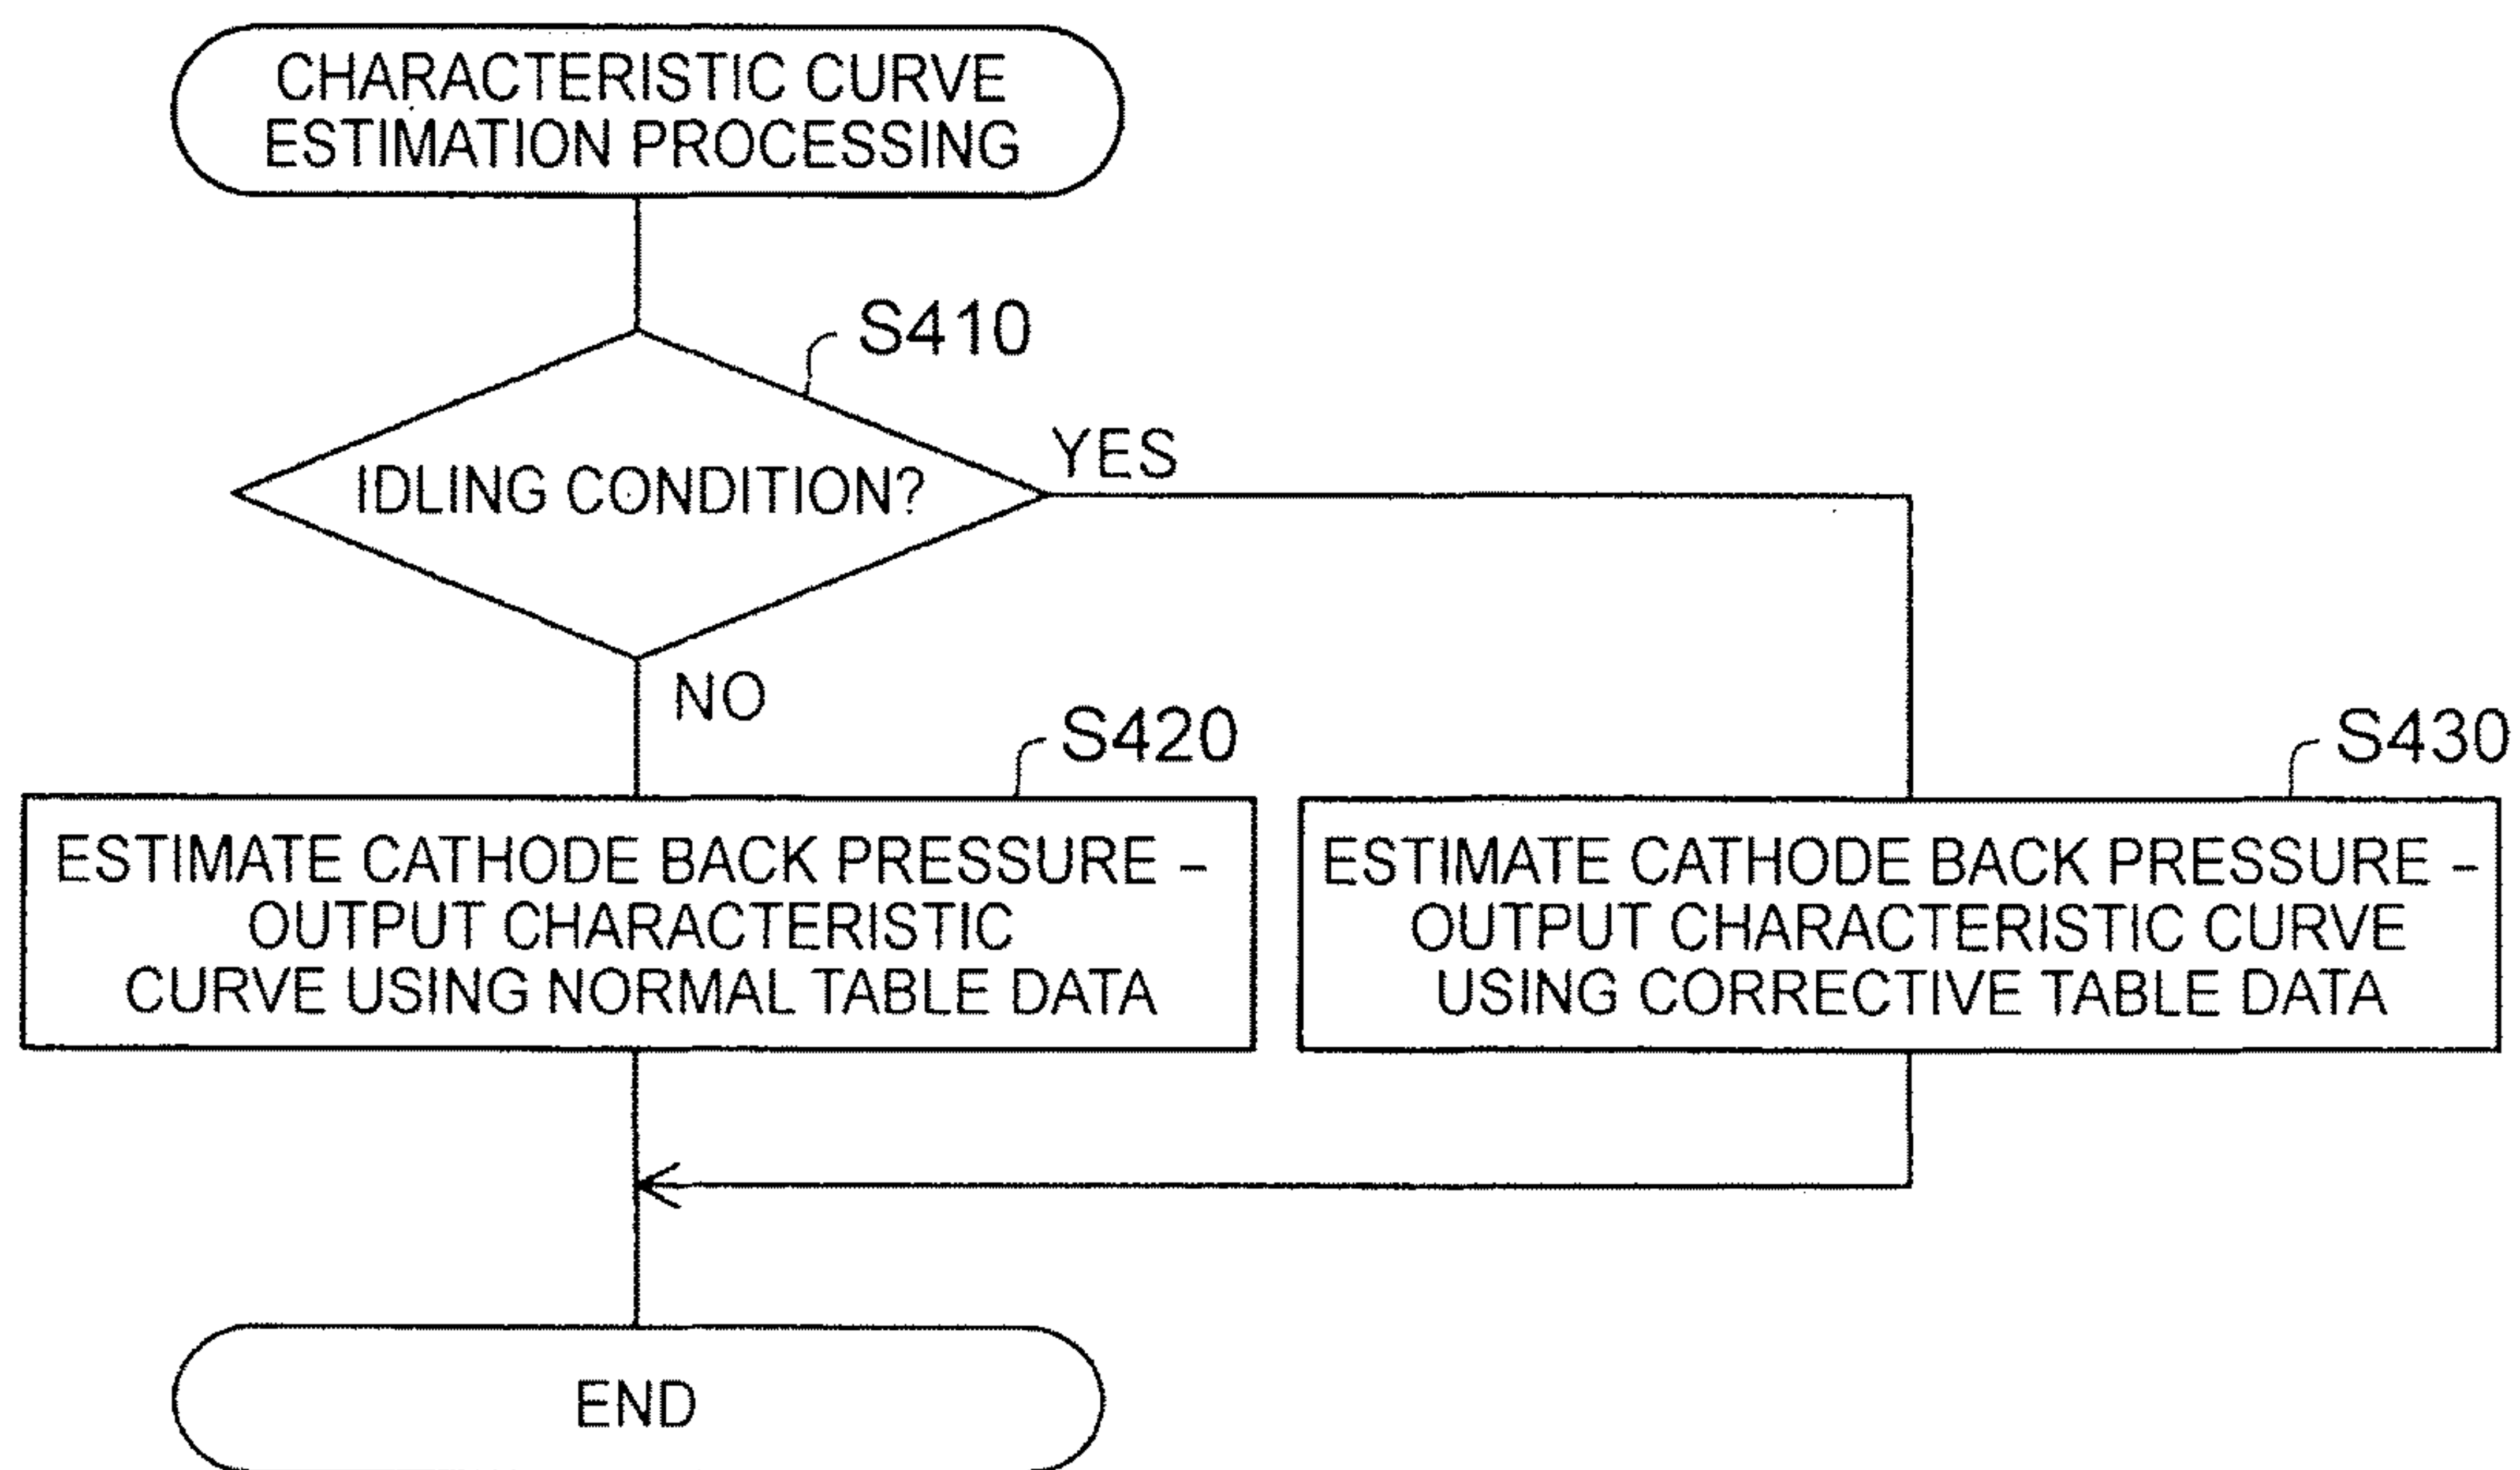 CHARACTERISTIC CURVE
ESTIMATION PROCESSING
S410
IDLING CONDITION?
YES
NO
S420
ESTIMATE CATHODE BACK PRESSURE –
OUTPUT CHARACTERISTIC
CURVE USING NORMAL TABLE DATA
S430
ESTIMATE CATHODE BACK PRESSURE –
OUTPUT CHARACTERISTIC CURVE
USING CORRECTIVE TABLE DATA
END